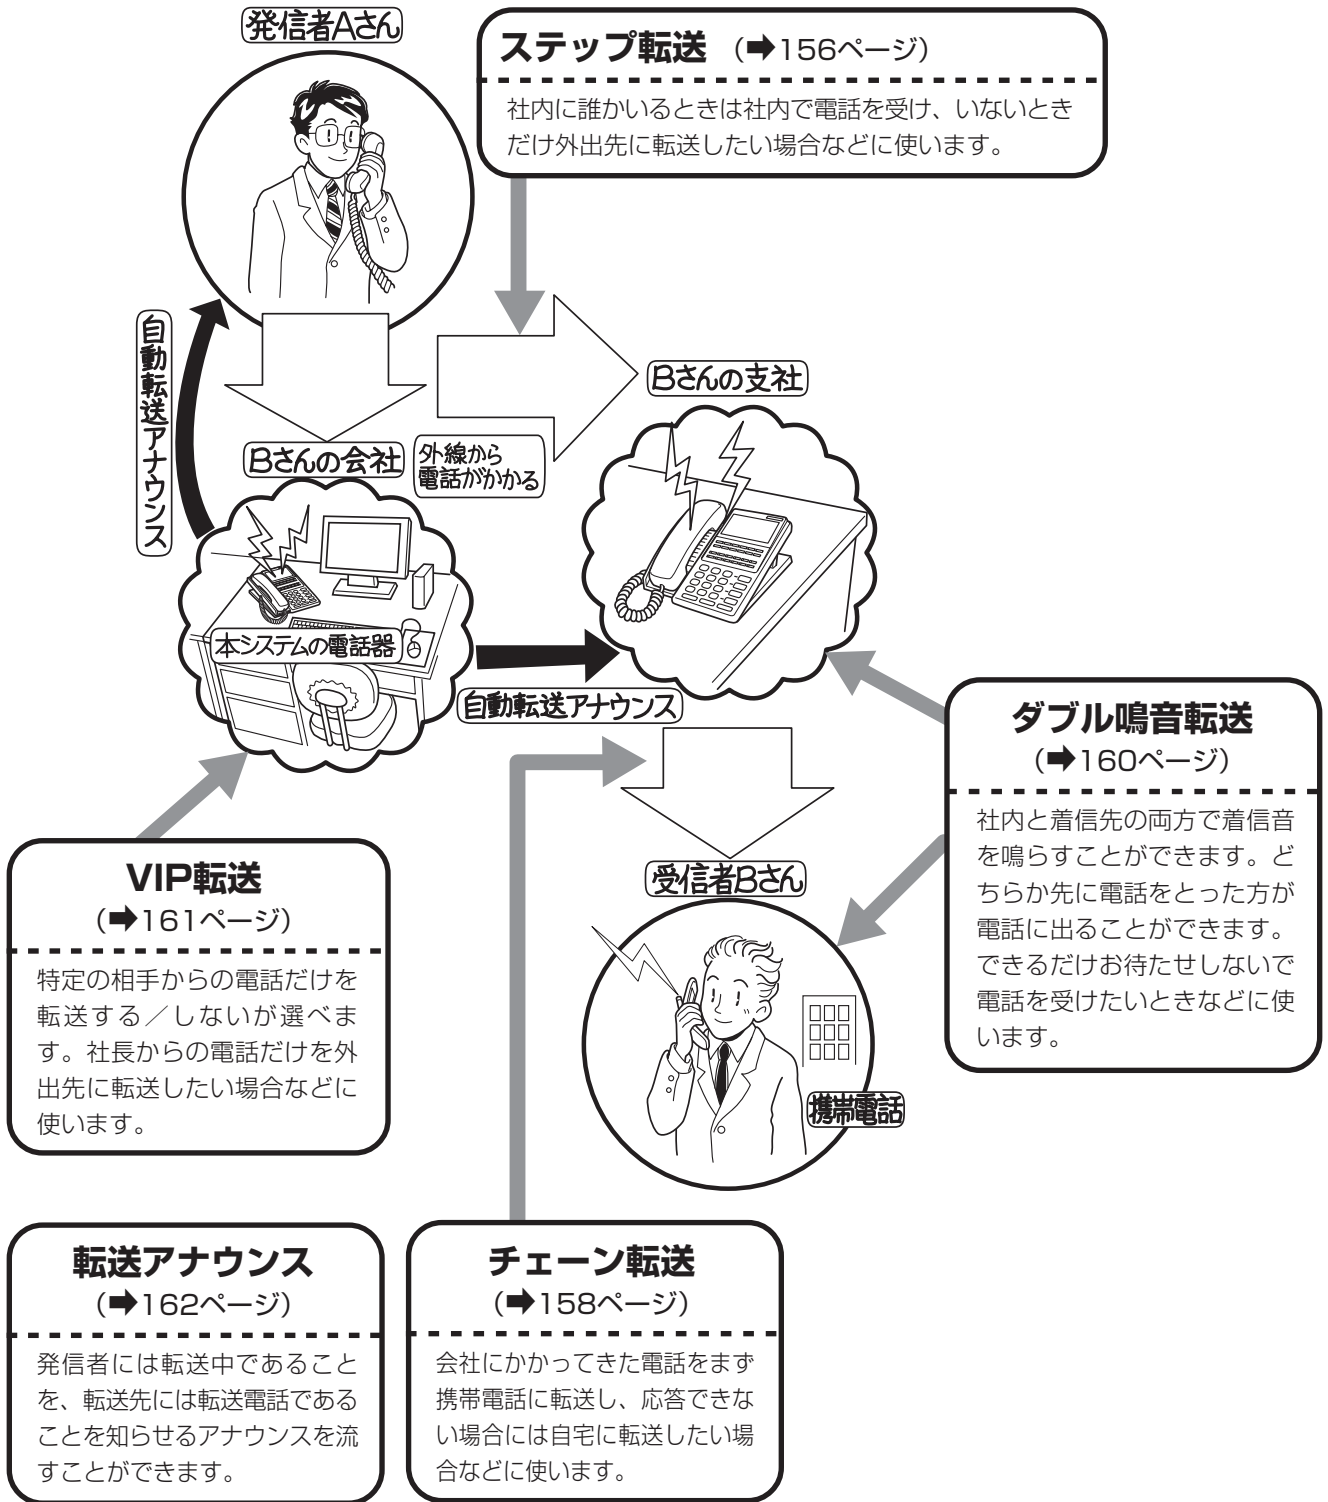 発信者Aさん
ステップ転送 （➡156ページ）
社内に誰かいるときは社内で電話を受け、いないとき
だけ外出先に転送したい場合などに使います。
自動転送アナウンス
Bさんの支社
Bさんの会社
外線から
電話がかかる
本システムの電話器
自動転送アナウンス
ダブル鳴音転送
（➡160ページ）
社内と着信先の両方で着信音
を鳴らすことができます。ど
ちらか先に電話をとった方が
電話に出ることができます。
できるだけお待たせしないで
電話を受けたいときなどに使
います。
VIP転送
（➡161ページ）
特定の相手からの電話だけを
転送する／しないが選べま
す。社長からの電話だけを外
出先に転送したい場合などに
使います。
受信者Bさん
携帯電話
転送アナウンス
（➡162ページ）
発信者には転送中であること
を、転送先には転送電話である
ことを知らせるアナウンスを流
すことができます。
チェーン転送
（➡158ページ）
会社にかかってきた電話をまず
携帯電話に転送し、応答できな
い場合には自宅に転送したい場
合などに使います。